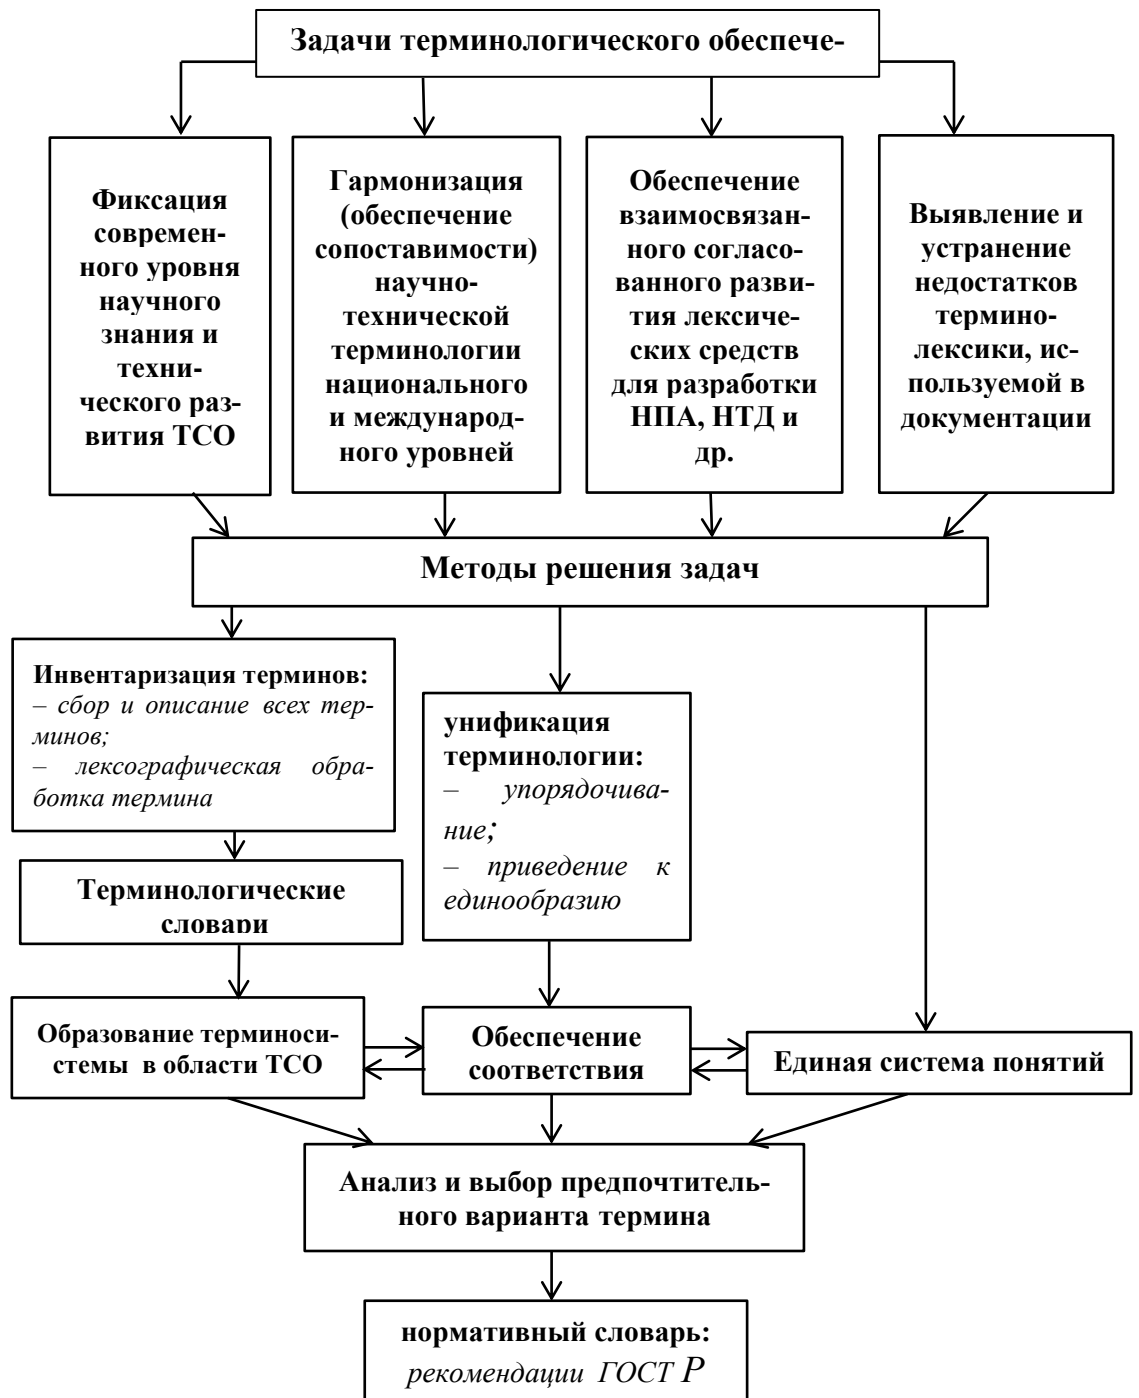 Задачи терминологического обеспече-
Фиксация
современ-
ного уровня
научного
знания и
техни-
ческого раз-
вития ТСО
Гармонизация
(обеспечение
сопоставимости)
научно-
технической
терминологии
национального
и международ-
ного уровней
Обеспечение
взаимосвязан-
ного согласо-
ванного разви-
тия лексиче-
ских средств
для разработки
НПА, НТД и
др.
Выявление и
устранение
недостатков
термино-
лексики, ис-
пользуемой в
документации
Методы решения задач
Инвентаризация терминов:
– сбор и описание всех тер-
минов;
– лексографическая обра-
ботка термина
унификация
терминологии:
– упорядочива-
ние;
– приведение к
единообразию
Терминологические
словари
Образование терминоси-
стемы в области ТСО
Обеспечение
соответствия
Единая система понятий
Анализ и выбор предпочтитель-
ного варианта термина
нормативный словарь:
рекомендации ГОСТ Р